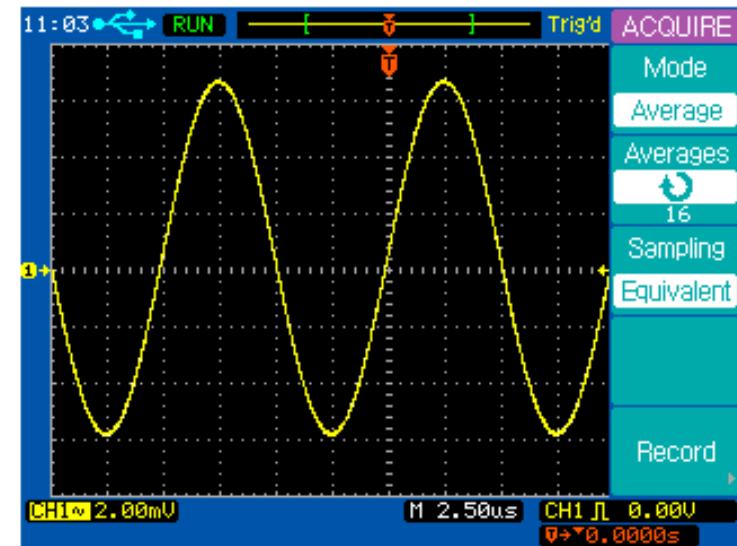 11:03 RUN T Trig'd ACQUIRE
T
Mode
Average
Averages
16
Sampling
1
Equivalent
Record
CH1~ 2.00mV M 2.50us CH1 0.00V
T→▼0.0000s